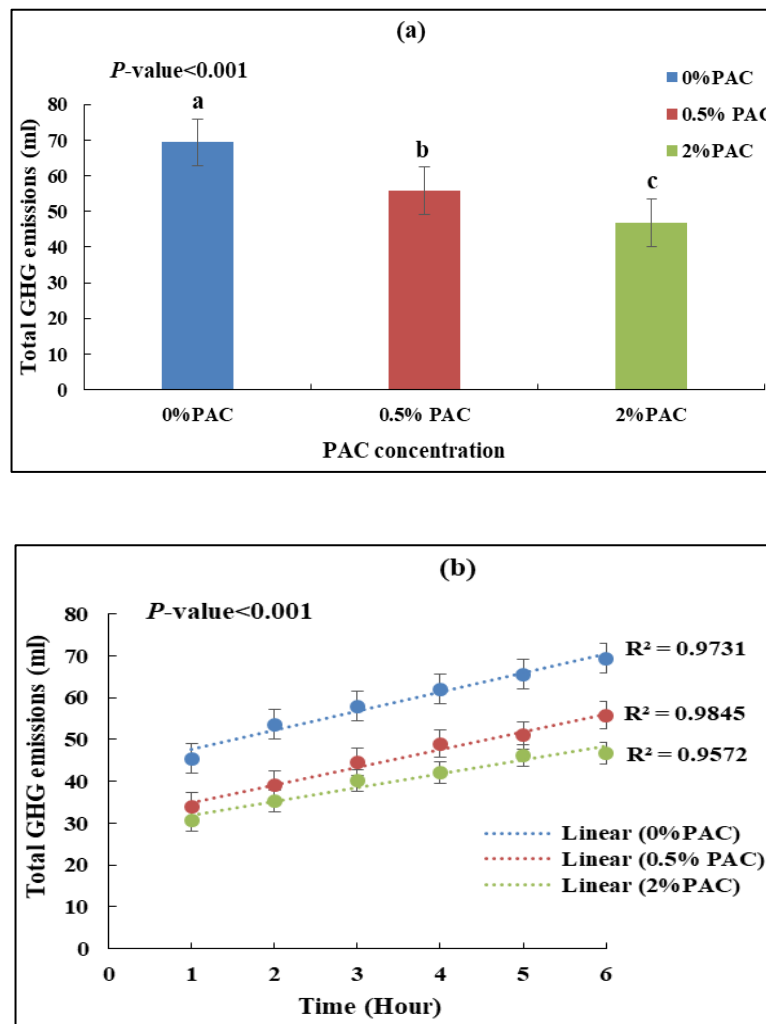 (a)
P-value<0.001
0%PAC
0.5% PAC
2%PAC
a
b
c
80
70
60
50
40
30
20
10
0
Total GHG emissions (ml)
0%PAC 0.5% PAC 2%PAC
PAC concentration
(b)
P-value<0.001
80
70
60
50
40
30
20
10
0
Total GHG emissions (ml)
R² = 0.9731
R² = 0.9845
R² = 0.9572
Linear (0%PAC)
Linear (0.5% PAC)
Linear (2%PAC)
0 1 2 3 4 5 6
Time (Hour)